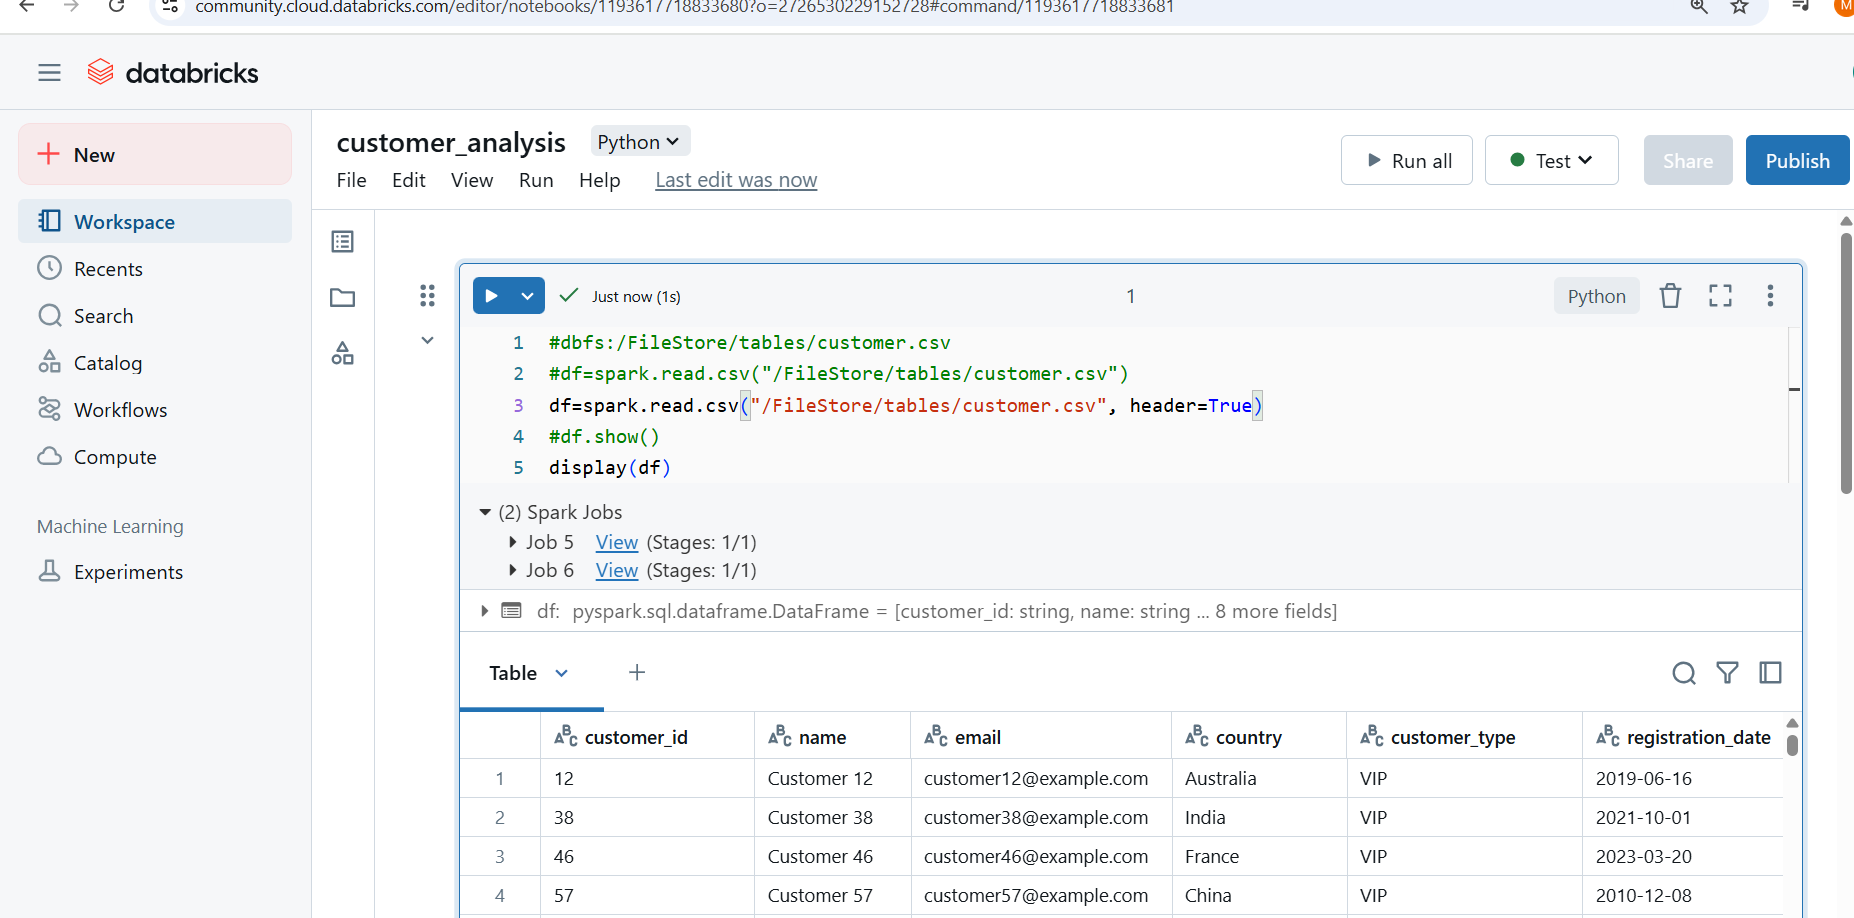 community.cloud.databricks.com/editor/notebooks/1193617718833680?o=2726530229152728#command/1193617718833681
M
databricks
New
Workspace
Recents
Search
Catalog
Workflows
Compute
Machine Learning
Experiments
customer_analysis Python
File Edit View Run Help Last edit was now
Run all Test Share Publish
Just now (1s) 1 Python
1 #dbfs:/FileStore/tables/customer.csv
2 #df=spark.read.csv("/FileStore/tables/customer.csv")
3 df=spark.read.csv("/FileStore/tables/customer.csv", header=True)
4 #df.show()
5 display(df)
(2) Spark Jobs
Job 5 View (Stages: 1/1)
Job 6 View (Stages: 1/1)
df: pyspark.sql.dataframe.DataFrame = [customer_id: string, name: string ... 8 more fields]
Table +
ABC customer_id ABC name ABC email ABC country ABC customer_type ABC registration_date
1 12 Customer 12 customer12@example.com Australia VIP 2019-06-16
2 38 Customer 38 customer38@example.com India VIP 2021-10-01
3 46 Customer 46 customer46@example.com France VIP 2023-03-20
4 57 Customer 57 customer57@example.com China VIP 2010-12-08